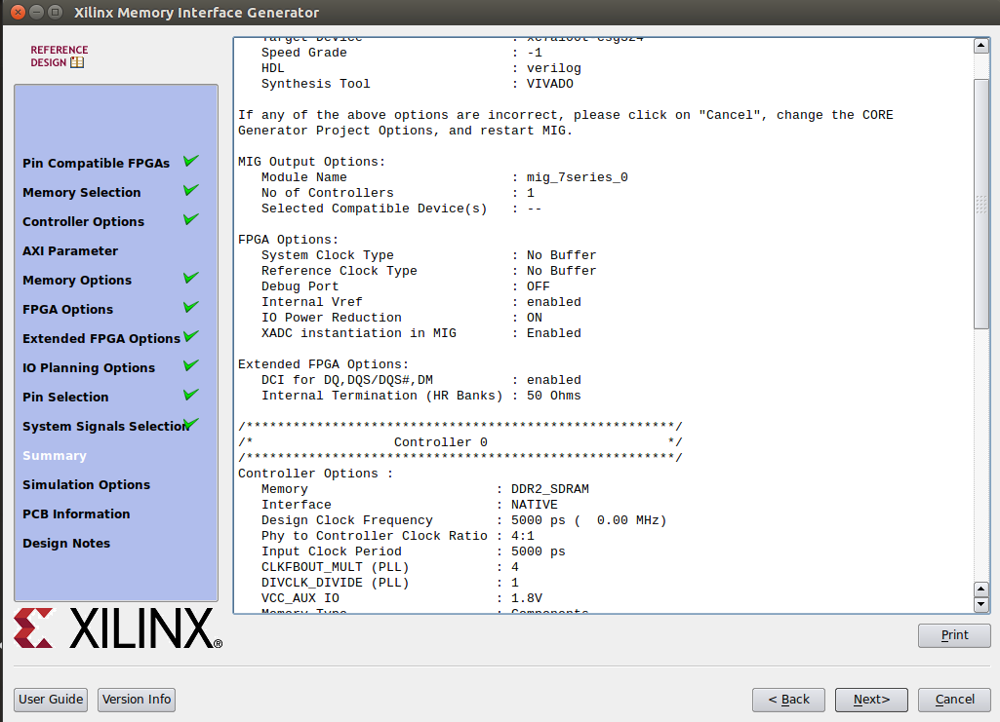 Xilinx Memory Interface Generator
REFERENCE
DESIGN
Pin Compatible FPGAs
Memory Selection
Controller Options
AXI Parameter
Memory Options
FPGA Options
Extended FPGA Options
IO Planning Options
Pin Selection
System Signals Selection
Summary
Simulation Options
PCB Information
Design Notes
XILINX®
Speed Grade : -1
HDL : verilog
Synthesis Tool : VIVADO
If any of the above options are incorrect, please click on "Cancel", change the CORE
Generator Project Options, and restart MIG.
MIG Output Options:
Module Name : mig_7series_0
No of Controllers : 1
Selected Compatible Device(s) : --
FPGA Options:
System Clock Type : No Buffer
Reference Clock Type : No Buffer
Debug Port : OFF
Internal Vref : enabled
IO Power Reduction : ON
XADC instantiation in MIG : Enabled
Extended FPGA Options:
DCI for DQ,DQS/DQS#,DM : enabled
Internal Termination (HR Banks) : 50 Ohms
/*******************************************************/
/* Controller 0 */
/*******************************************************/
Controller Options :
Memory : DDR2_SDRAM
Interface : NATIVE
Design Clock Frequency : 5000 ps (  0.00 MHz)
Phy to Controller Clock Ratio : 4:1
Input Clock Period : 5000 ps
CLKFBOUT_MULT (PLL) : 4
DIVCLK_DIVIDE (PLL) : 1
VCC_AUX IO : 1.8V
Memory Type : Components
Print
User Guide
Version Info
< Back
Next>
Cancel